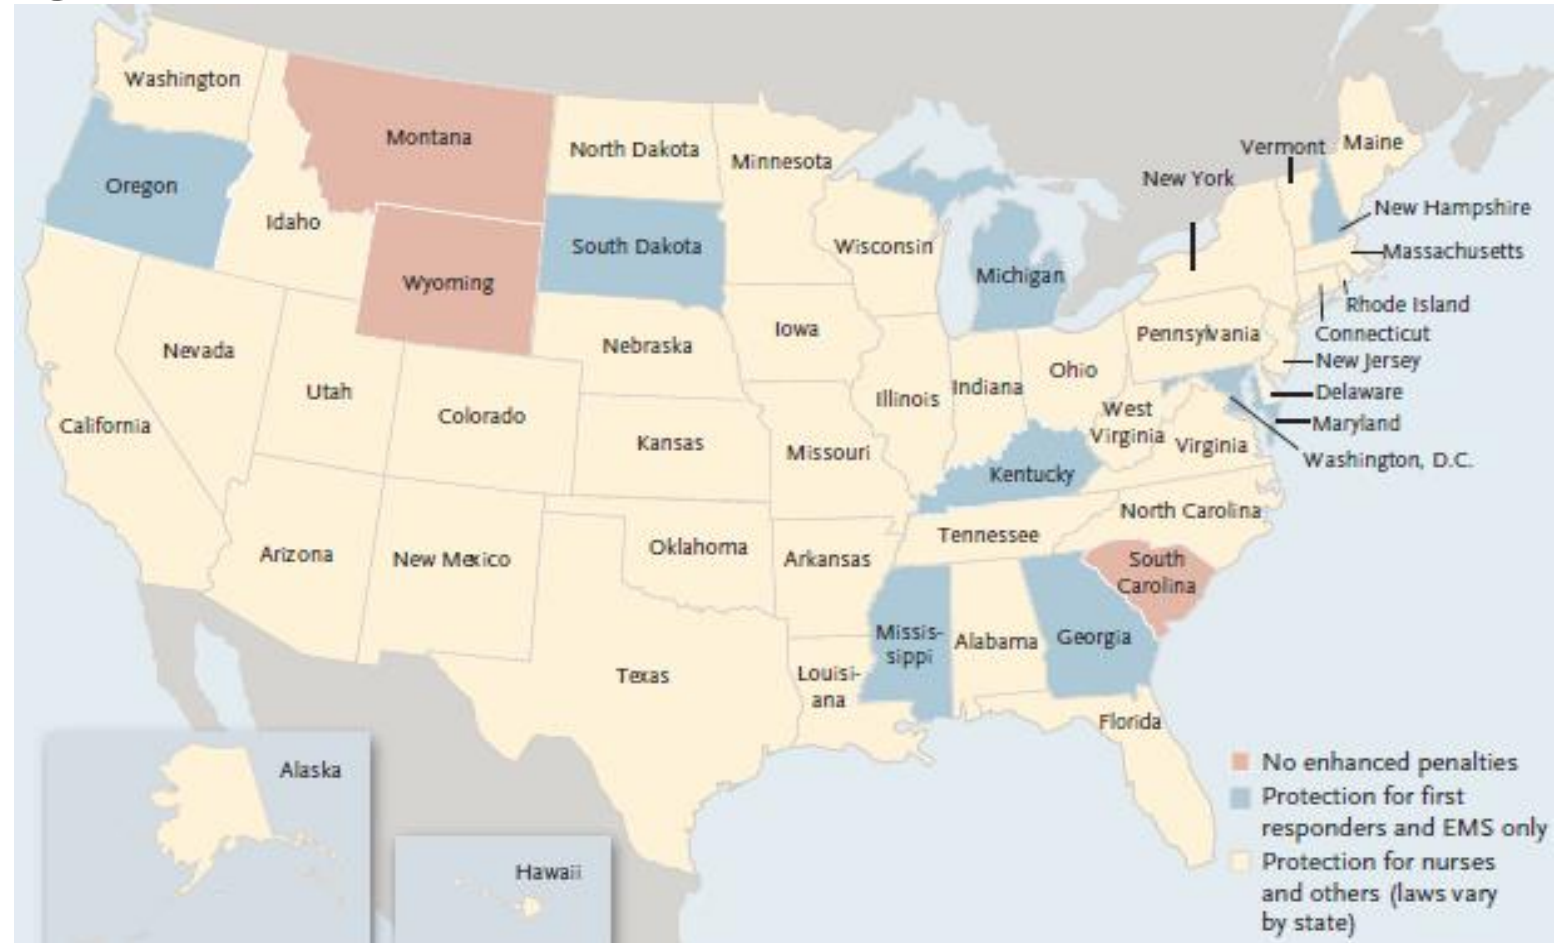 Washington
Montana
North Dakota
Minnesota
Vermont
Maine
New York
Oregon
Idaho
New Hampshire
South Dakota
Wisconsin
Massachusetts
Wyoming
Michigan
Rhode Island
Iowa
Pennsylvania
Connecticut
Nevada
Nebraska
New Jersey
Ohio
Utah
Indiana
Delaware
Illinois
Colorado
West
Virginia
Maryland
California
Kansas
Missouri
Virginia
Washington, D.C.
Kentucky
North Carolina
Tennessee
Arizona
New Mexico
Oklahoma
Arkansas
South
Carolina
Missis-
sippi
Alabama
Georgia
Texas
Louisi-
ana
Florida
Alaska
Hawaii
No enhanced penalties
Protection for first
responders and EMS only
Protection for nurses
and others (laws vary
by state)